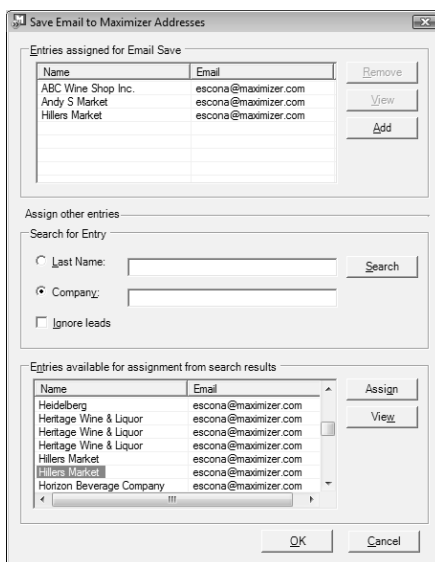 Save Email to Maximizer Addresses
Entries assigned for Email Save
Name Email
ABC Wine Shop Inc. escona@maximizer.com
Andy S Market escona@maximizer.com
Hillers Market escona@maximizer.com
Remove
View
Add
Assign other entries
Search for Entry
Last Name:
Search
Company:
Ignore leads
Entries available for assignment from search results
Name Email
Heidelberg escona@maximizer.com
Heritage Wine & Liquor escona@maximizer.com
Heritage Wine & Liquor escona@maximizer.com
Heritage Wine & Liquor escona@maximizer.com
Hillers Market escona@maximizer.com
Hillers Market escona@maximizer.com
Horizon Beverage Company escona@maximizer.com
Assign
View
OK Cancel